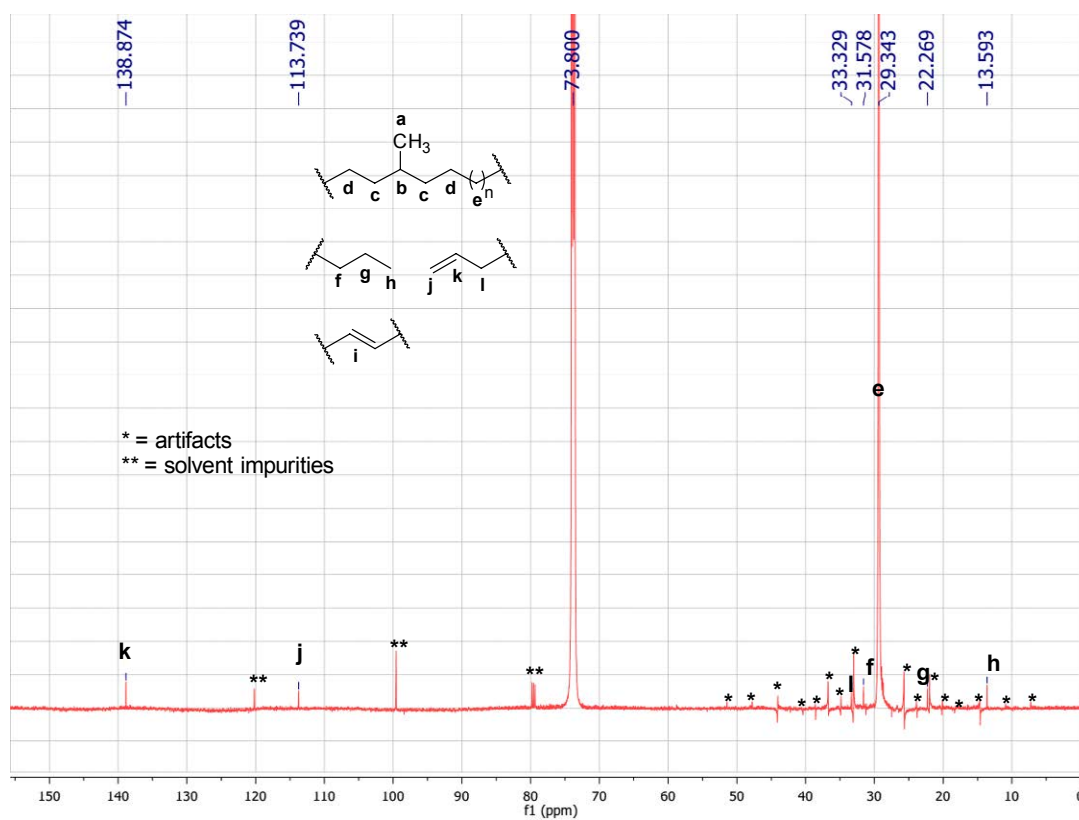 138.874
113.739
73.800
33.329
31.578
29.343
22.269
13.593
a
CH3
d c b c d e n
f g h j k l
i
e
* = artifacts
** = solvent impurities
k ** j ** ** * * * * * * * l * f * * g * * * * h * *
150 140 130 120 110 100 90 80 70 60 50 40 30 20 10 0
f1 (ppm)